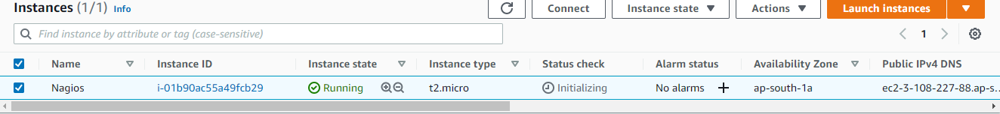 Instances (1/1) Info
Connect Instance state Actions Launch instances
Find instance by attribute or tag (case-sensitive)
1
Name Instance ID Instance state Instance type Status check Alarm status Availability Zone Public IPv4 DNS
Nagios i-01b90ac55a49fcb29 Running t2.micro Initializing No alarms + ap-south-1a ec2-3-108-227-88.ap-s...